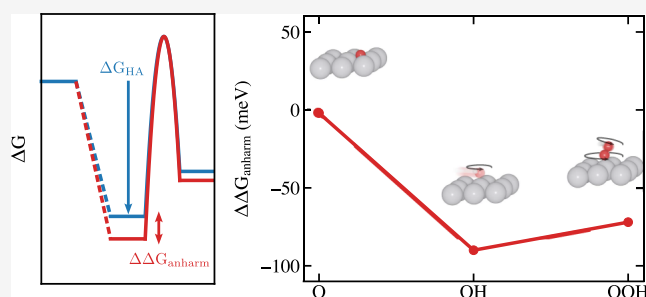 ΔG
ΔG_HA
ΔΔG_anharm
ΔΔG_anharm (meV)
50
0
−50
−100
O
OH
OOH